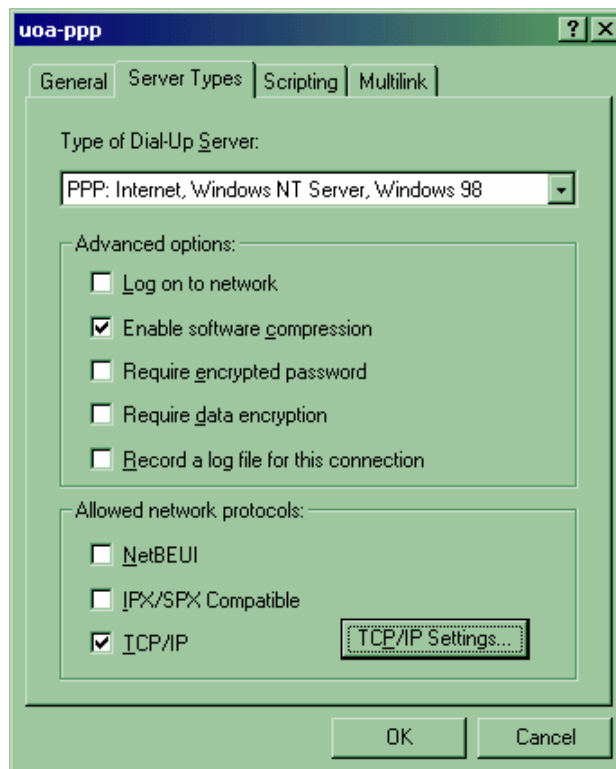 uoa-ppp
General Server Types Scripting Multilink
Type of Dial-Up Server:
PPP: Internet, Windows NT Server, Windows 98
Advanced options:
Log on to network
Enable software compression
Require encrypted password
Require data encryption
Record a log file for this connection
Allowed network protocols:
NetBEUI
IPX/SPX Compatible
TCP/IP TCP/IP Settings...
OK Cancel